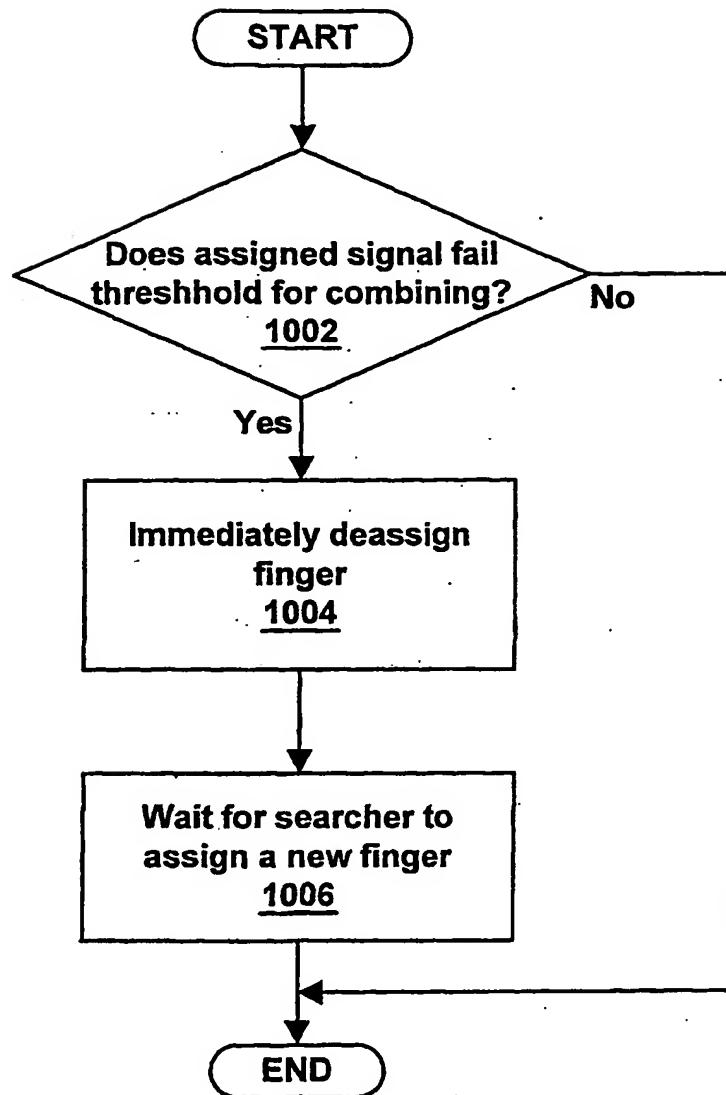 START
Does assigned signal fail
threshhold for combining?
1002
No
Yes
Immediately deassign
finger
1004
Wait for searcher to
assign a new finger
1006
END